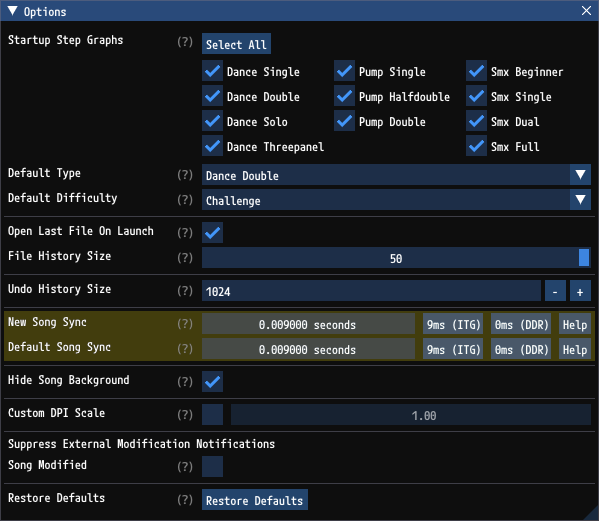 Options
Startup Step Graphs (?) Select All
Dance Single Pump Single Smx Beginner
Dance Double Pump Halfdouble Smx Single
Dance Solo Pump Double Smx Dual
Dance Threepanel Smx Full
Default Type (?) Dance Double
Default Difficulty (?) Challenge
Open Last File On Launch (?)
File History Size (?) 50
Undo History Size (?) 1024 - +
New Song Sync (?) 0.009000 seconds 9ms (ITG) 0ms (DDR) Help
Default Song Sync (?) 0.009000 seconds 9ms (ITG) 0ms (DDR) Help
Hide Song Background (?)
Custom DPI Scale (?) 1.00
Suppress External Modification Notifications
Song Modified (?)
Restore Defaults (?) Restore Defaults